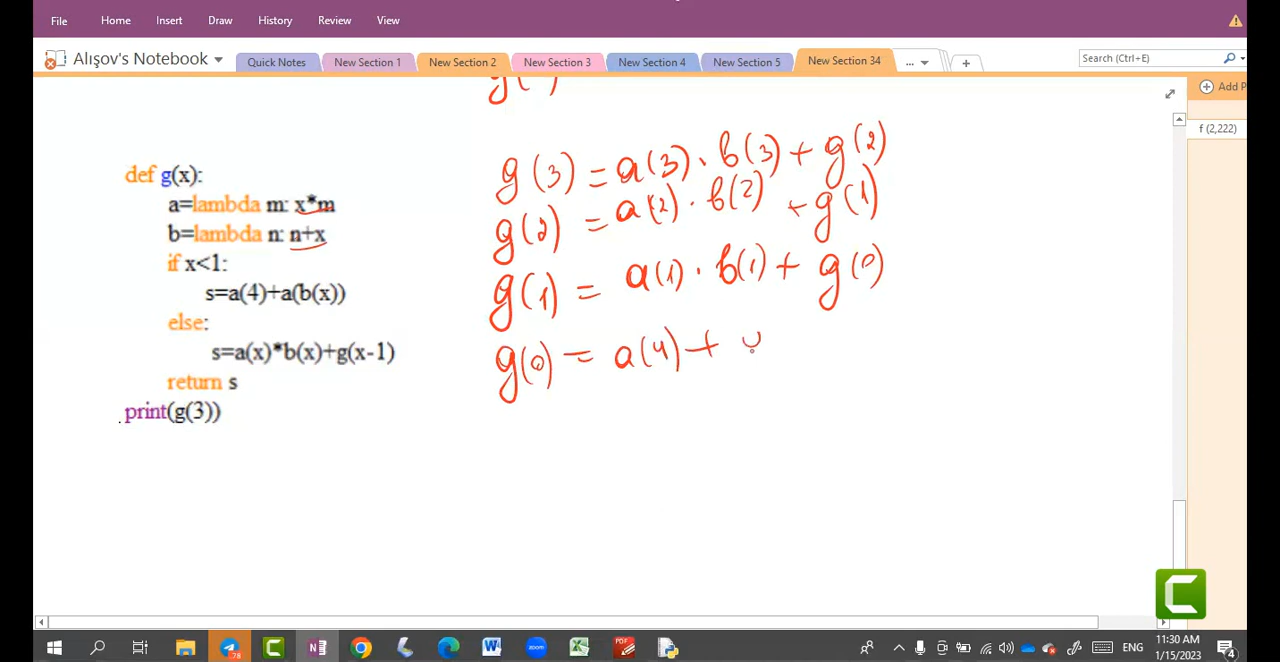 File Home Insert Draw History Review View
Alışov's Notebook Quick Notes New Section 1 New Section 2 New Section 3 New Section 4 New Section 5 New Section 34 ... Search (Ctrl+E)
Add P
f (2,222)
g(3) = a(3) · b(3) + g(2)
g(2) = a(2) · b(2) + g(1)
g(1) = a(1) · b(1) + g(0)
g(0) = a(4) +
def g(x):
a=lambda m: x*m
b=lambda n: n+x
if x<1:
s=a(4)+a(b(x))
else:
s=a(x)*b(x)+g(x-1)
return s
print(g(3))
ENG
11:30 AM
1/15/2023